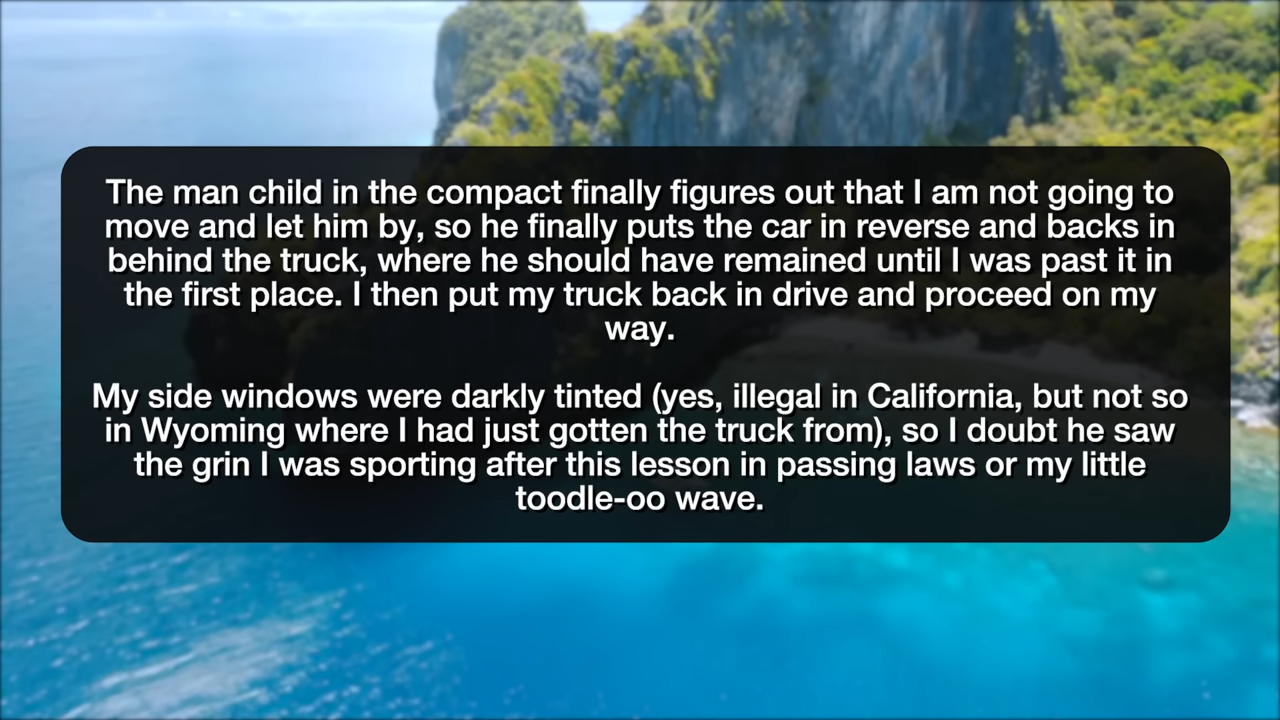 The man child in the compact finally figures out that I am not going to
move and let him by, so he finally puts the car in reverse and backs in
behind the truck, where he should have remained until I was past it in
the first place. I then put my truck back in drive and proceed on my
way.
My side windows were darkly tinted (yes, illegal in California, but not so
in Wyoming where I had just gotten the truck from), so I doubt he saw
the grin I was sporting after this lesson in passing laws or my little
toodle-oo wave.